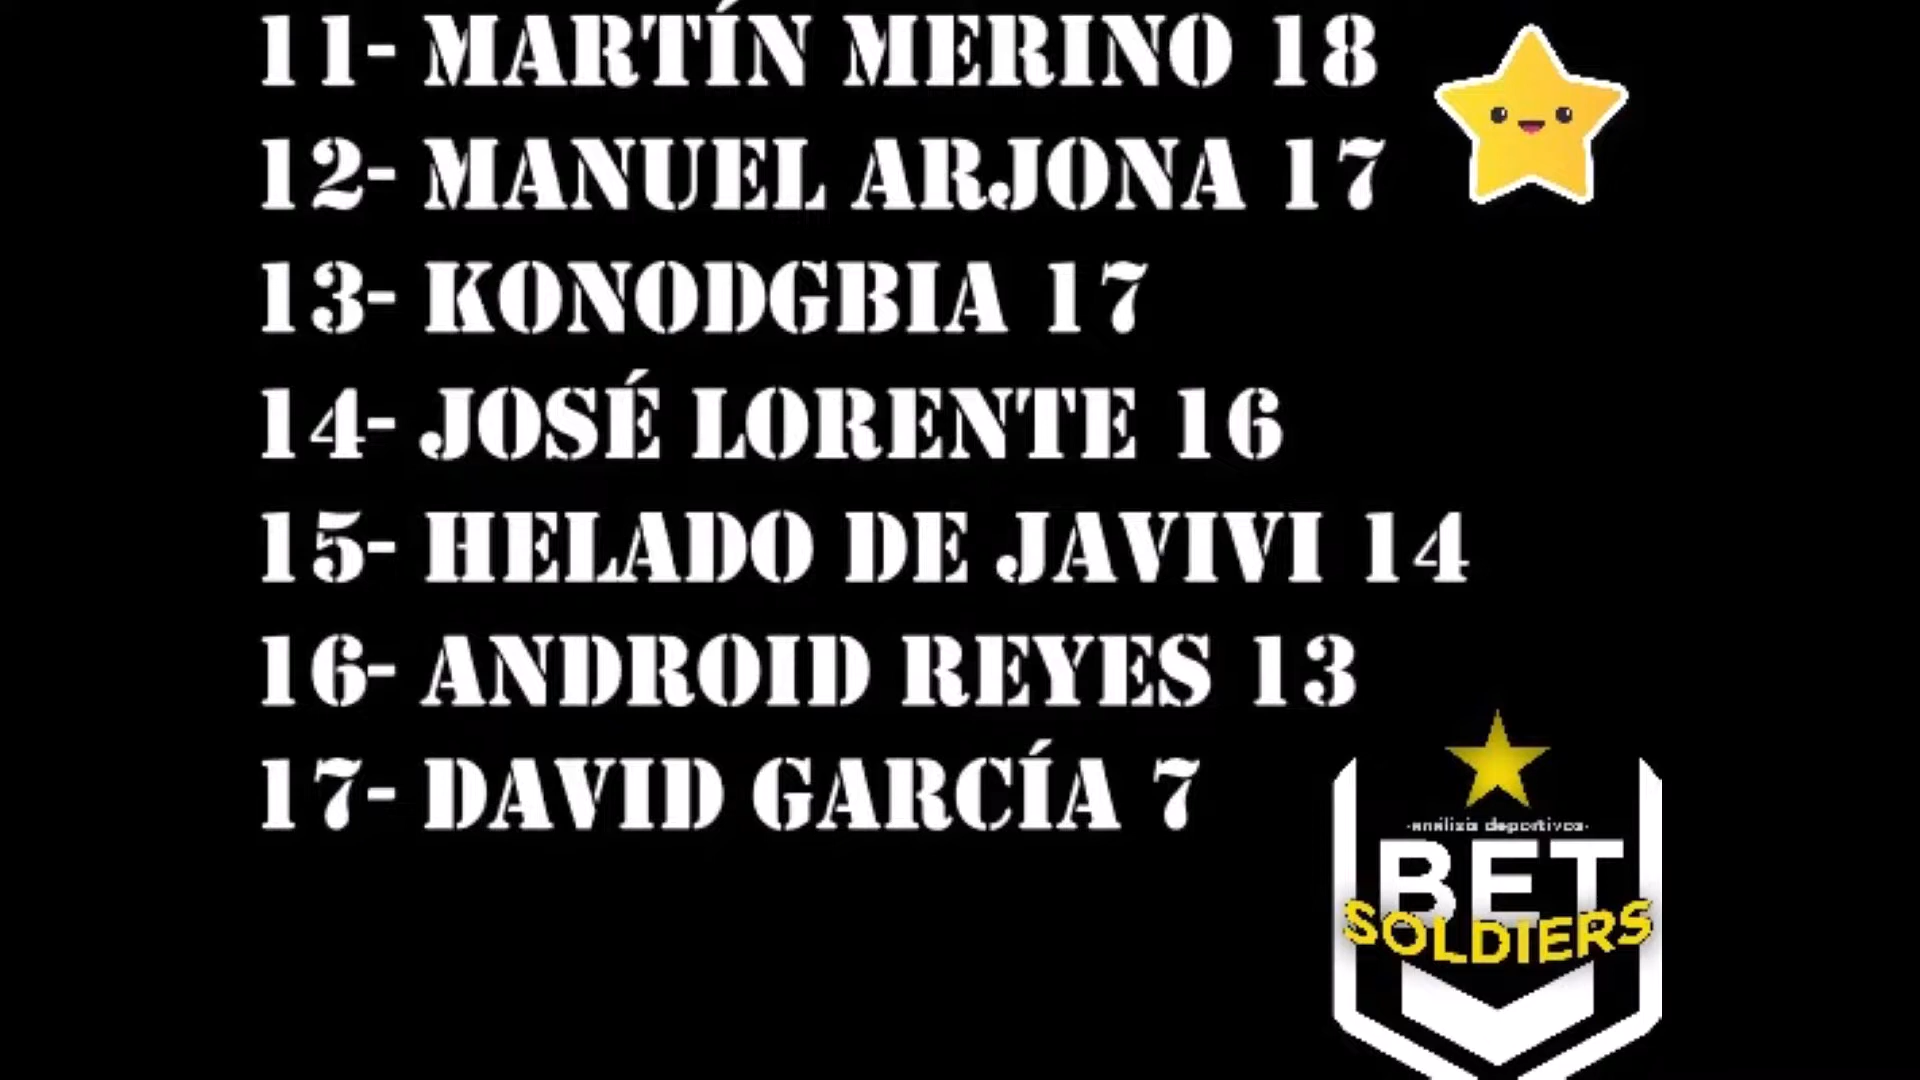 11- MARTÍN MERINO 18
12- MANUEL ARJONA 17
13- KONODGBIA 17
14- JOSÉ LORENTE 16
15- HELADO DE JAVIVI 14
16- ANDROID REYES 13
17- DAVID GARCÍA 7
·análisis deportivos·
BET
SOLDIERS